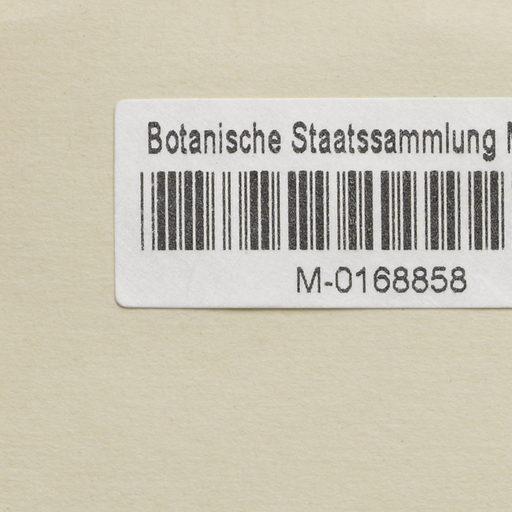 Botanische Staatssammlung
M-0168858